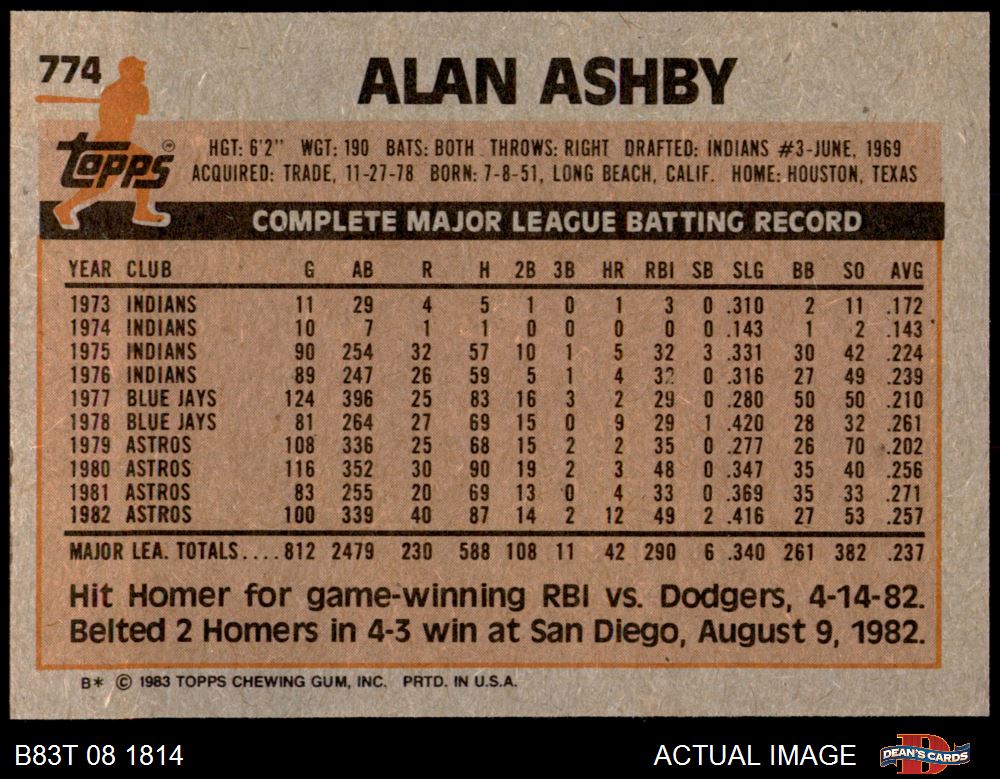 774
ALAN ASHBY
Topps®
HGT: 6'2" WGT: 190 BATS: BOTH THROWS: RIGHT DRAFTED: INDIANS #3-JUNE, 1969
ACQUIRED: TRADE, 11-27-78 BORN: 7-8-51, LONG BEACH, CALIF. HOME: HOUSTON, TEXAS
COMPLETE MAJOR LEAGUE BATTING RECORD
YEAR CLUB G AB R H 2B 3B HR RBI SB SLG BB SO AVG
1973 INDIANS 11 29 4 5 1 0 1 3 0 .310 2 11 .172
1974 INDIANS 10 7 1 1 0 0 0 0 0 .143 1 2 .143
1975 INDIANS 90 254 32 57 10 1 5 32 3 .331 30 42 .224
1976 INDIANS 89 247 26 59 5 1 4 32 0 .316 27 49 .239
1977 BLUE JAYS 124 396 25 83 16 3 2 29 0 .280 50 50 .210
1978 BLUE JAYS 81 264 27 69 15 0 9 29 1 .420 28 32 .261
1979 ASTROS 108 336 25 68 15 2 2 35 0 .277 26 70 .202
1980 ASTROS 116 352 30 90 19 2 3 48 0 .347 35 40 .256
1981 ASTROS 83 255 20 69 13 0 4 33 0 .369 35 33 .271
1982 ASTROS 100 339 40 87 14 2 12 49 2 .416 27 53 .257
MAJOR LEA. TOTALS....812 2479 230 588 108 11 42 290 6 .340 261 382 .237
Hit Homer for game-winning RBI vs. Dodgers, 4-14-82.
Belted 2 Homers in 4-3 win at San Diego, August 9, 1982.
B* © 1983 TOPPS CHEWING GUM, INC. PRTD. IN U.S.A.
B83T 08 1814 ACTUAL IMAGE DEAN'S CARDS